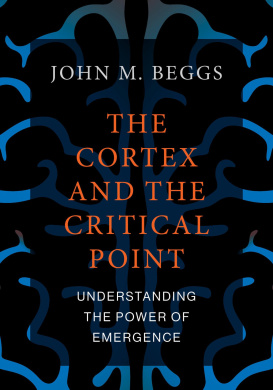 JOHN M. BEGGS
THE
CORTEX
AND THE
CRITICAL
POINT
UNDERSTANDING
THE POWER OF
EMERGENCE